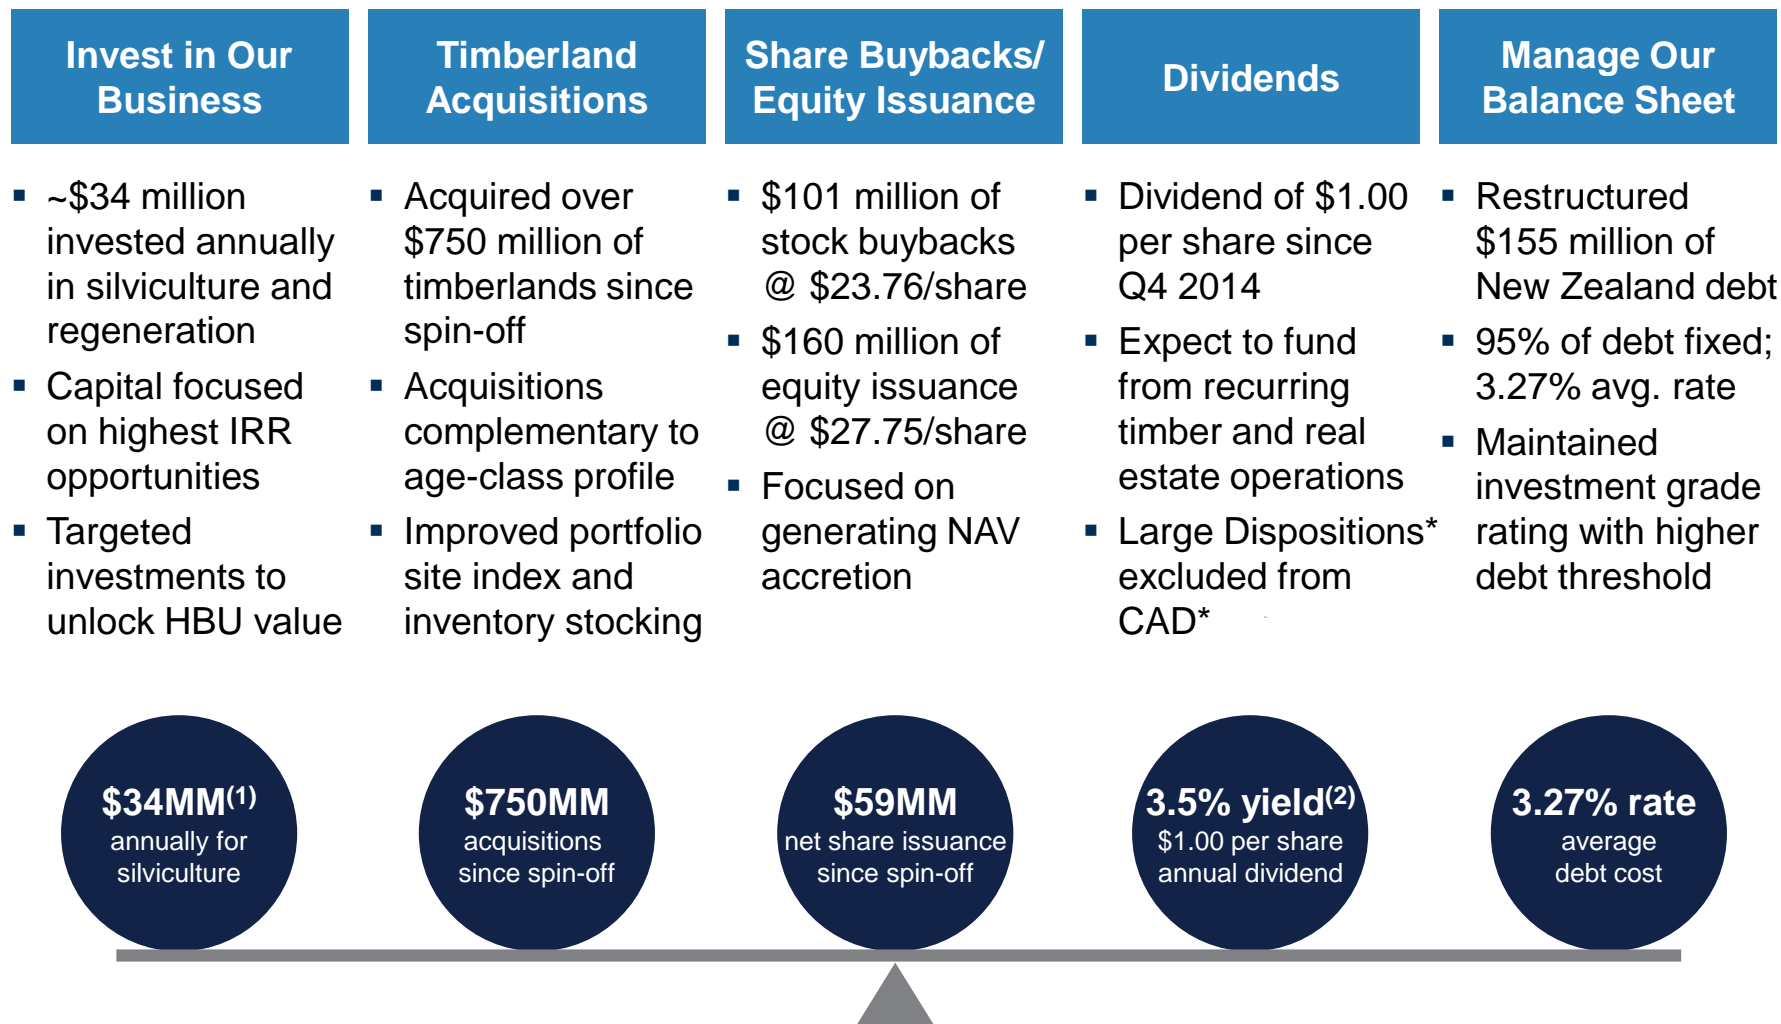 Invest in Our
Business
▪ ~$34 million
invested annually
in silviculture and
regeneration
▪ Capital focused
on highest IRR
opportunities
▪ Targeted
investments to
unlock HBU value
$34MM(1)
annually for
silviculture
Timberland
Acquisitions
▪ Acquired over
$750 million of
timberlands since
spin-off
▪ Acquisitions
complementary to
age-class profile
▪ Improved portfolio
site index and
inventory stocking
$750MM
acquisitions
since spin-off
Share Buybacks/
Equity Issuance
▪ $101 million of
stock buybacks
@ $23.76/share
▪ $160 million of
equity issuance
@ $27.75/share
▪ Focused on
generating NAV
accretion
$59MM
net share issuance
since spin-off
Dividends
▪ Dividend of $1.00
per share since
Q4 2014
▪ Expect to fund
from recurring
timber and real
estate operations
▪ Large Dispositions*
excluded from
CAD*
3.5% yield(2)
$1.00 per share
annual dividend
Manage Our
Balance Sheet
▪ Restructured
$155 million of
New Zealand debt
▪ 95% of debt fixed;
3.27% avg. rate
▪ Maintained
investment grade
rating with higher
debt threshold
3.27% rate
average
debt cost